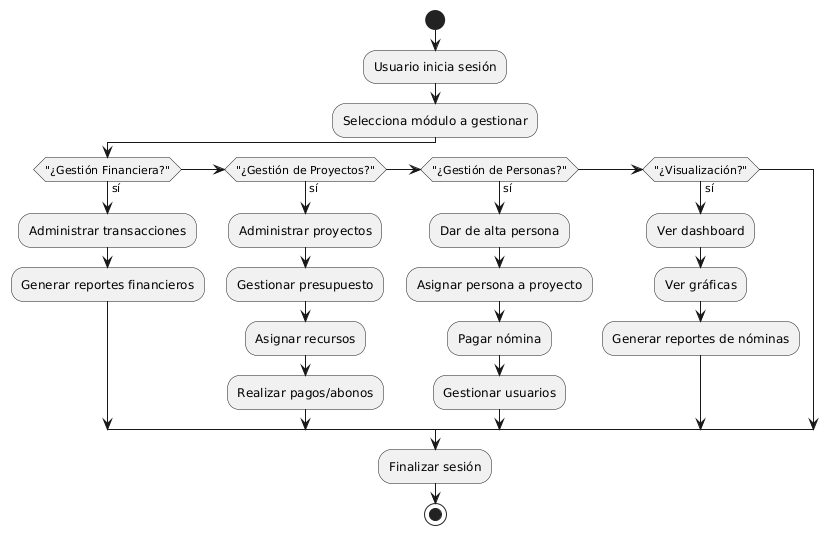 Usuario inicia sesión
Selecciona módulo a gestionar
"¿Gestión Financiera?"
sí
Administrar transacciones
Generar reportes financieros
"¿Gestión de Proyectos?"
sí
Administrar proyectos
Gestionar presupuesto
Asignar recursos
Realizar pagos/abonos
"¿Gestión de Personas?"
sí
Dar de alta persona
Asignar persona a proyecto
Pagar nómina
Gestionar usuarios
"¿Visualización?"
sí
Ver dashboard
Ver gráficas
Generar reportes de nóminas
Finalizar sesión